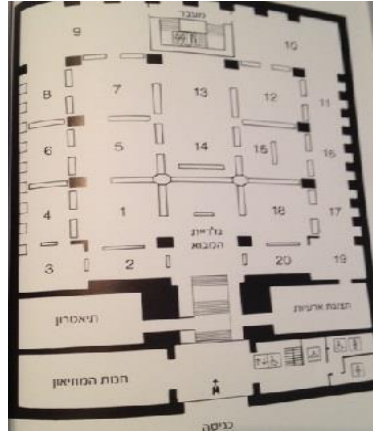 מעבר
9 10
8 7 13 12 11
6 5 14 15 16
4 1 18 17
גלריית
המבוא
3 2 20 19
תיאטרון
תצוגות ארעיות
חנות המוזיאון
כניסה